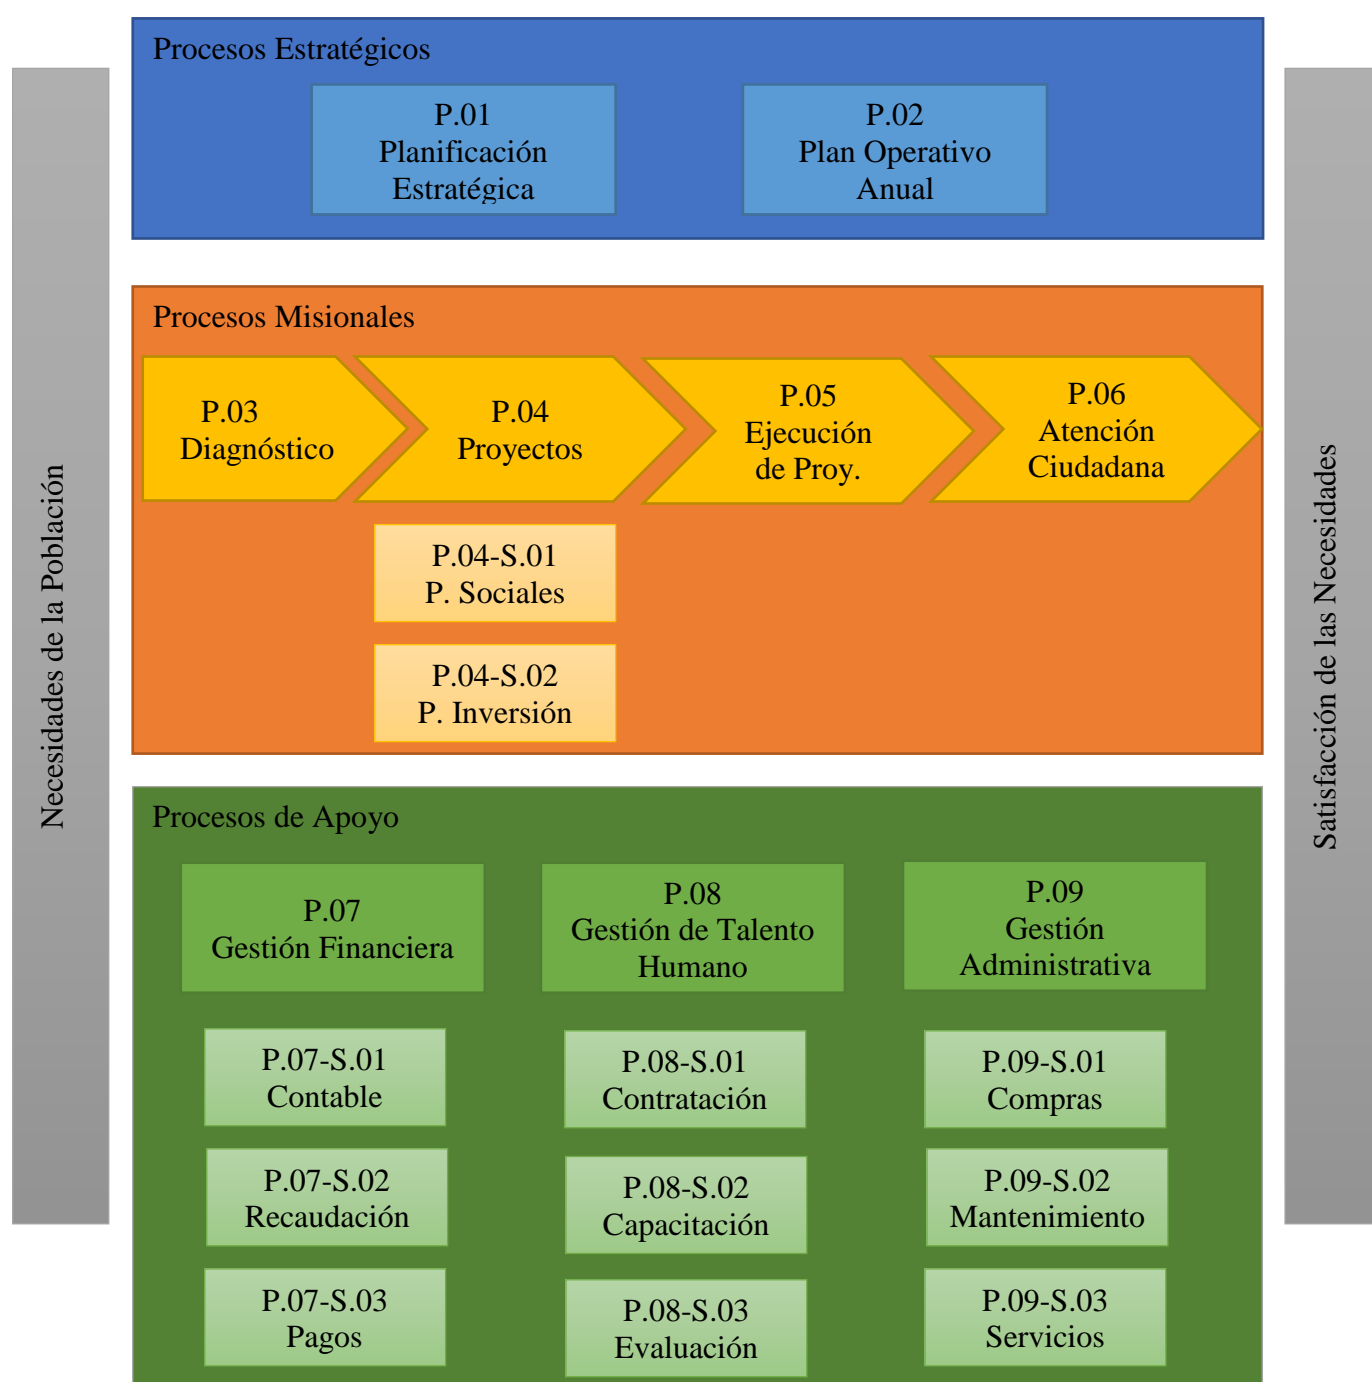 Procesos Estratégicos
P.01
Planificación
Estratégica
P.02
Plan Operativo
Anual
Necesidades de la Población
Procesos Misionales
P.03
Diagnóstico
P.04
Proyectos
P.05
Ejecución
de Proy.
P.06
Atención
Ciudadana
P.04-S.01
P. Sociales
P.04-S.02
P. Inversión
Satisfacción de las Necesidades
Procesos de Apoyo
P.07
Gestión Financiera
P.08
Gestión de Talento
Humano
P.09
Gestión
Administrativa
P.07-S.01
Contable
P.08-S.01
Contratación
P.09-S.01
Compras
P.07-S.02
Recaudación
P.08-S.02
Capacitación
P.09-S.02
Mantenimiento
P.07-S.03
Pagos
P.08-S.03
Evaluación
P.09-S.03
Servicios